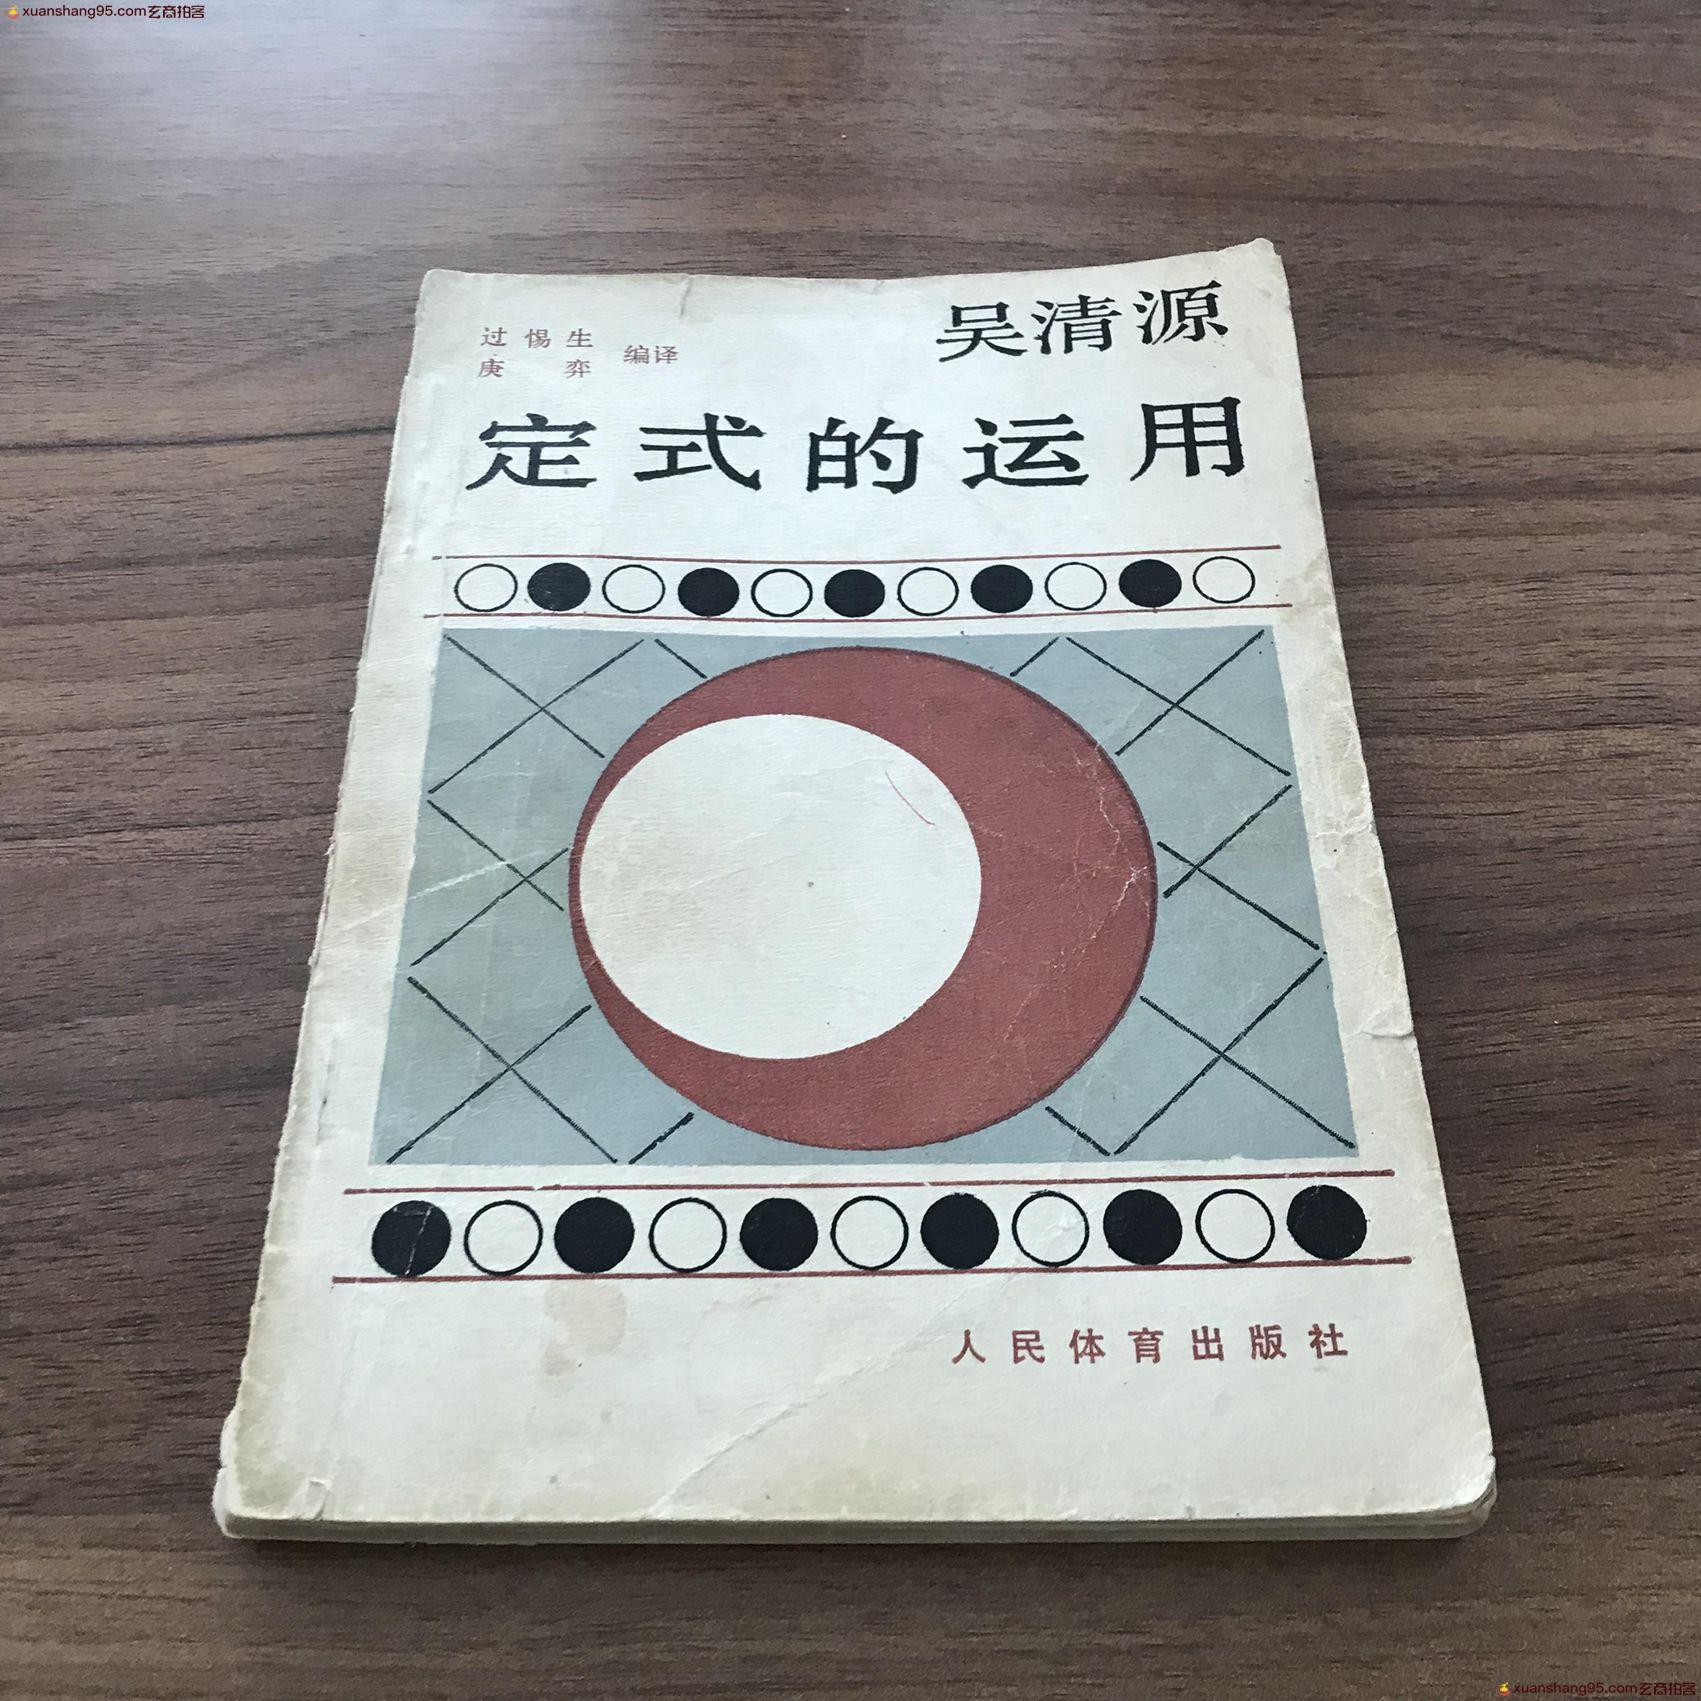 xuanshang95.com玄商拍客
吴清源
过惕生
庚弈 编译
定式的运用
人民体育出版社
xuanshang95.com玄商拍客